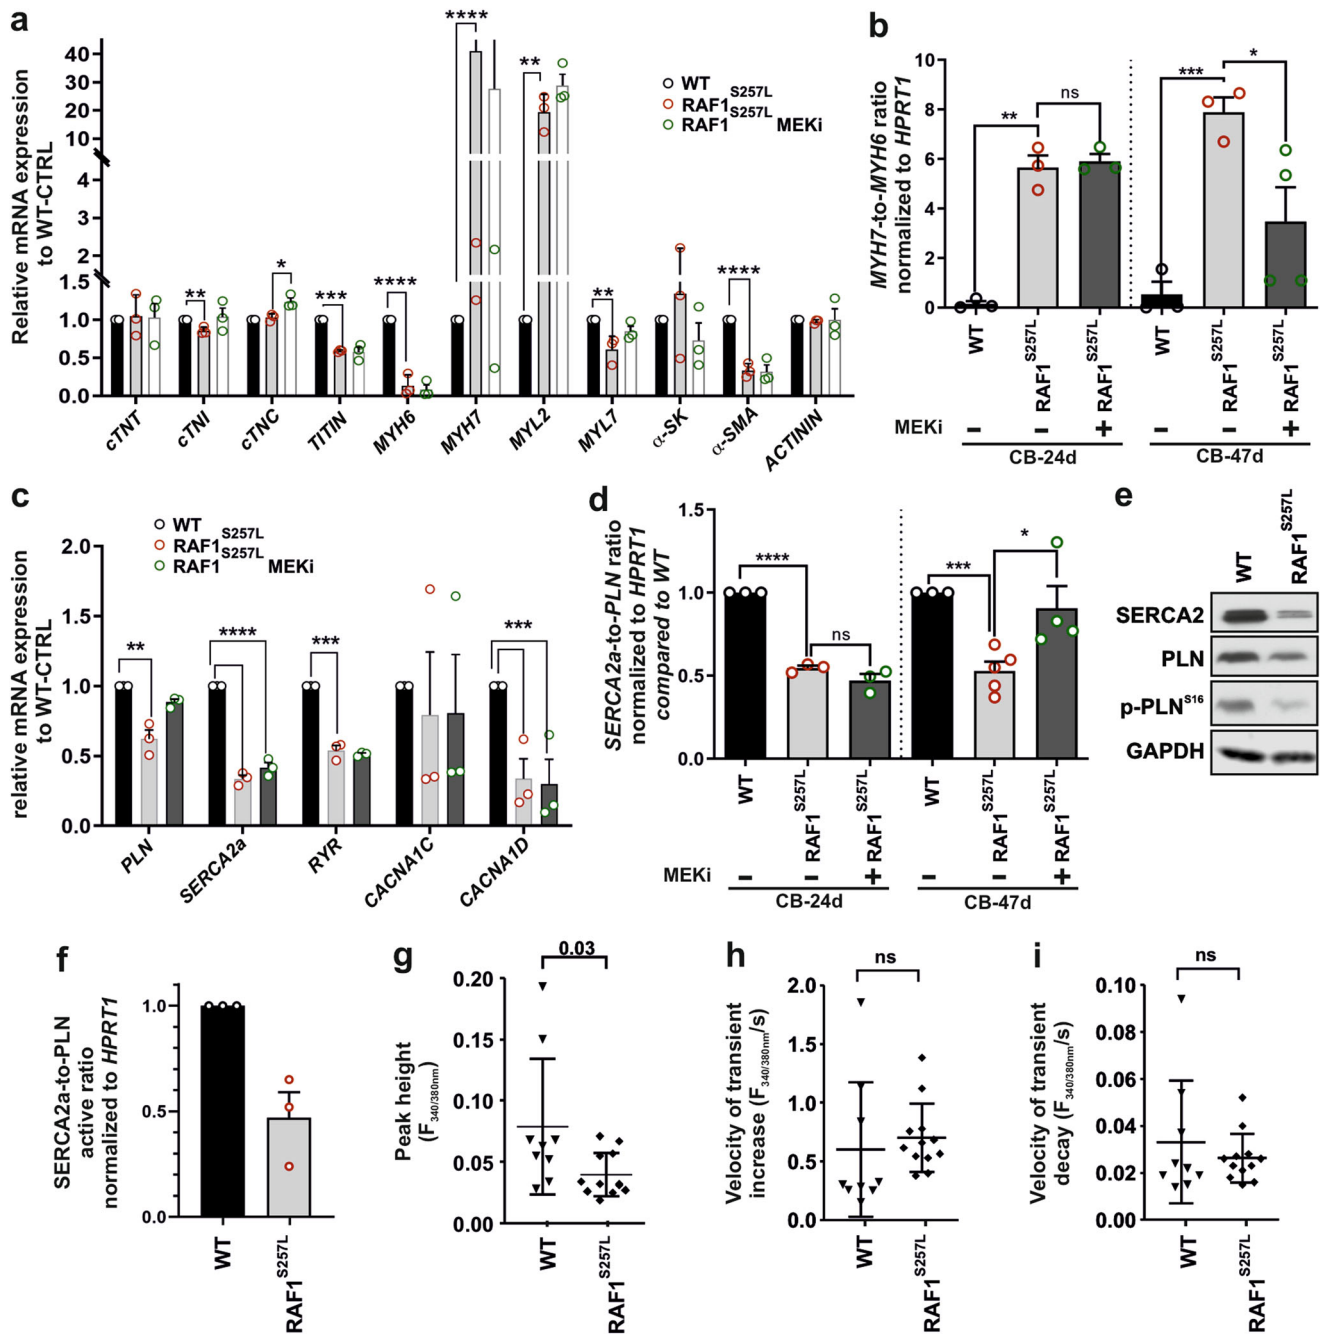 a
Relative mRNA expression
to WT-CTRL
40
30
20
10
4
3
2
1.5
1.0
0.5
0.0
****
**
WT
RAF1S257L
RAF1S257L MEKi
**
*
***
****
**
****
cTNT
cTNI
cTNC
TITIN
MYH6
MYH7
MYL2
MYL7
α-SK
α-SMA
ACTININ
b
MYH7-to-MYH6 ratio
normalized to HPRT1
10
8
6
4
2
0
**
ns
***
*
WT
RAF1S257L
RAF1S257L
WT
RAF1S257L
RAF1S257L
MEKi
− − + − − +
CB-24d
CB-47d
c
relative mRNA expression
to WT-CTRL
WT
RAF1S257L
RAF1S257L MEKi
2.0
1.5
1.0
0.5
0.0
**
****
***
***
PLN
SERCA2a
RYR
CACNA1C
CACNA1D
d
SERCA2a-to-PLN ratio
normalized to HPRT1
compared to WT
1.5
1.0
0.5
0.0
****
ns
***
*
WT
RAF1S257L
RAF1S257L
WT
RAF1S257L
RAF1S257L
MEKi
− − + − − +
CB-24d
CB-47d
e
WT
RAF1S257L
SERCA2
PLN
p-PLNS16
GAPDH
f
SERCA2a-to-PLN
active ratio
normalized to HPRT1
1.0
0.5
0.0
WT
RAF1S257L
g
Peak height
(F340/380nm)
0.20
0.15
0.10
0.05
0.00
0.03
WT
RAF1S257L
h
Velocity of transient
increase (F340/380nm/s)
2.0
1.5
1.0
0.5
0.0
ns
WT
RAF1S257L
i
Velocity of transient
decay (F340/380nm/s)
0.10
0.08
0.06
0.04
0.02
0.00
ns
WT
RAF1S257L